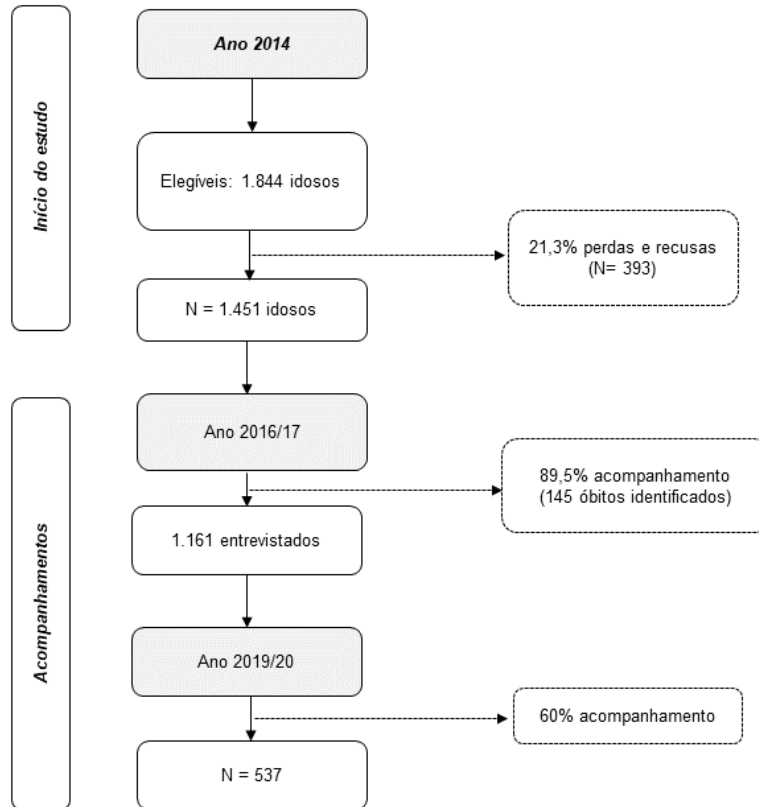 Início do estudo
Ano 2014
Elegíveis: 1.844 idosos
21,3% perdas e recusas
(N= 393)
N = 1.451 idosos
Acompanhamentos
Ano 2016/17
89,5% acompanhamento
(145 óbitos identificados)
1.161 entrevistados
Ano 2019/20
60% acompanhamento
N = 537